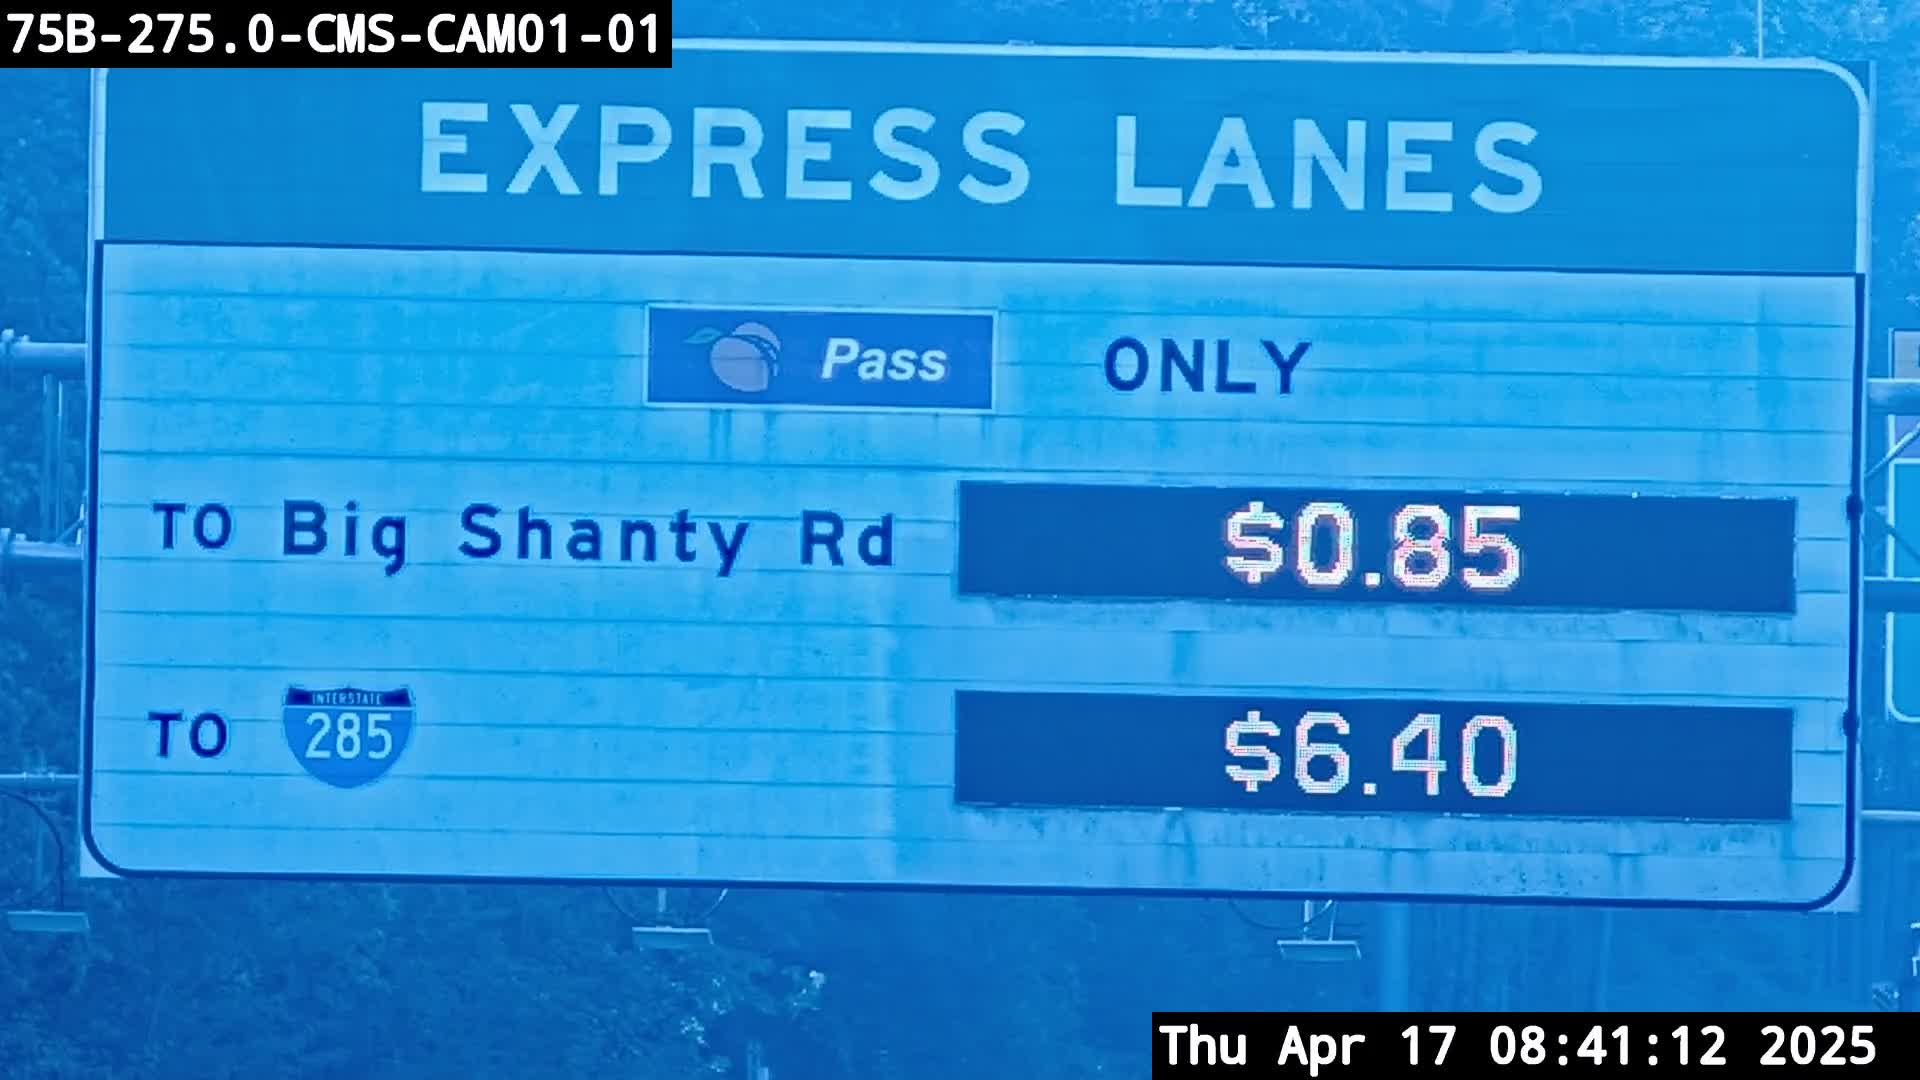 75B-275.0-CMS-CAM01-01
EXPRESS LANES
Pass ONLY
TO Big Shanty Rd $0.85
TO INTERSTATE 285 $6.40
Thu Apr 17 08:41:12 2025